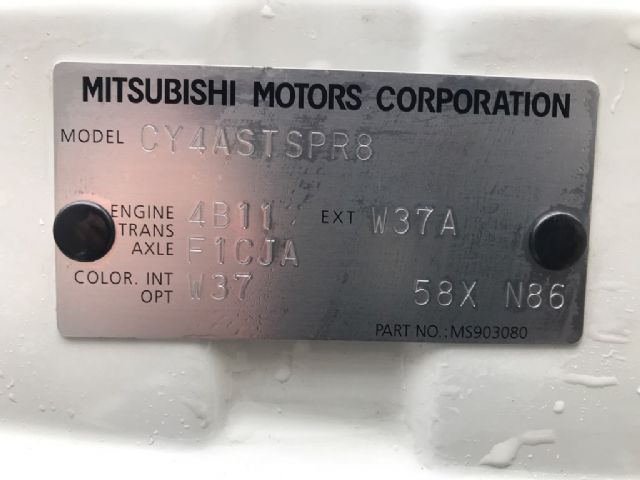 MITSUBISHI MOTORS CORPORATION
MODEL CY4ASTSPR8
ENGINE 4B11 EXT W37A
TRANS
AXLE F1CJA
COLOR. INT W37
OPT 58X N86
PART NO.: MS903080